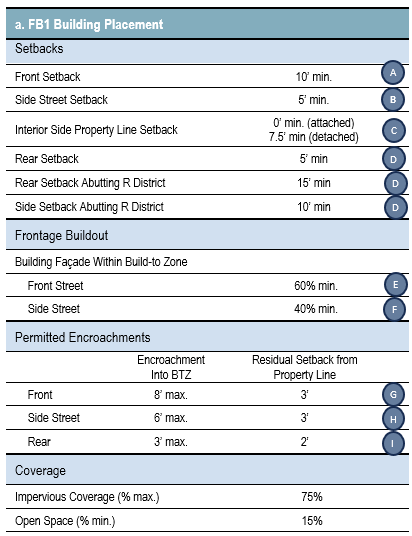 a. FB1 Building Placement
Setbacks
Front Setback 10' min. A
Side Street Setback 5' min. B
Interior Side Property Line Setback 0' min. (attached)
7.5' min (detached) C
Rear Setback 5' min D
Rear Setback Abutting R District 15' min D
Side Setback Abutting R District 10' min D
Frontage Buildout
Building Façade Within Build-to Zone
Front Street 60% min. E
Side Street 40% min. F
Permitted Encroachments
Encroachment Residual Setback from
Into BTZ Property Line
Front 8' max. 3' G
Side Street 6' max. 3' H
Rear 3' max. 2' I
Coverage
Impervious Coverage (% max.) 75%
Open Space (% min.) 15%